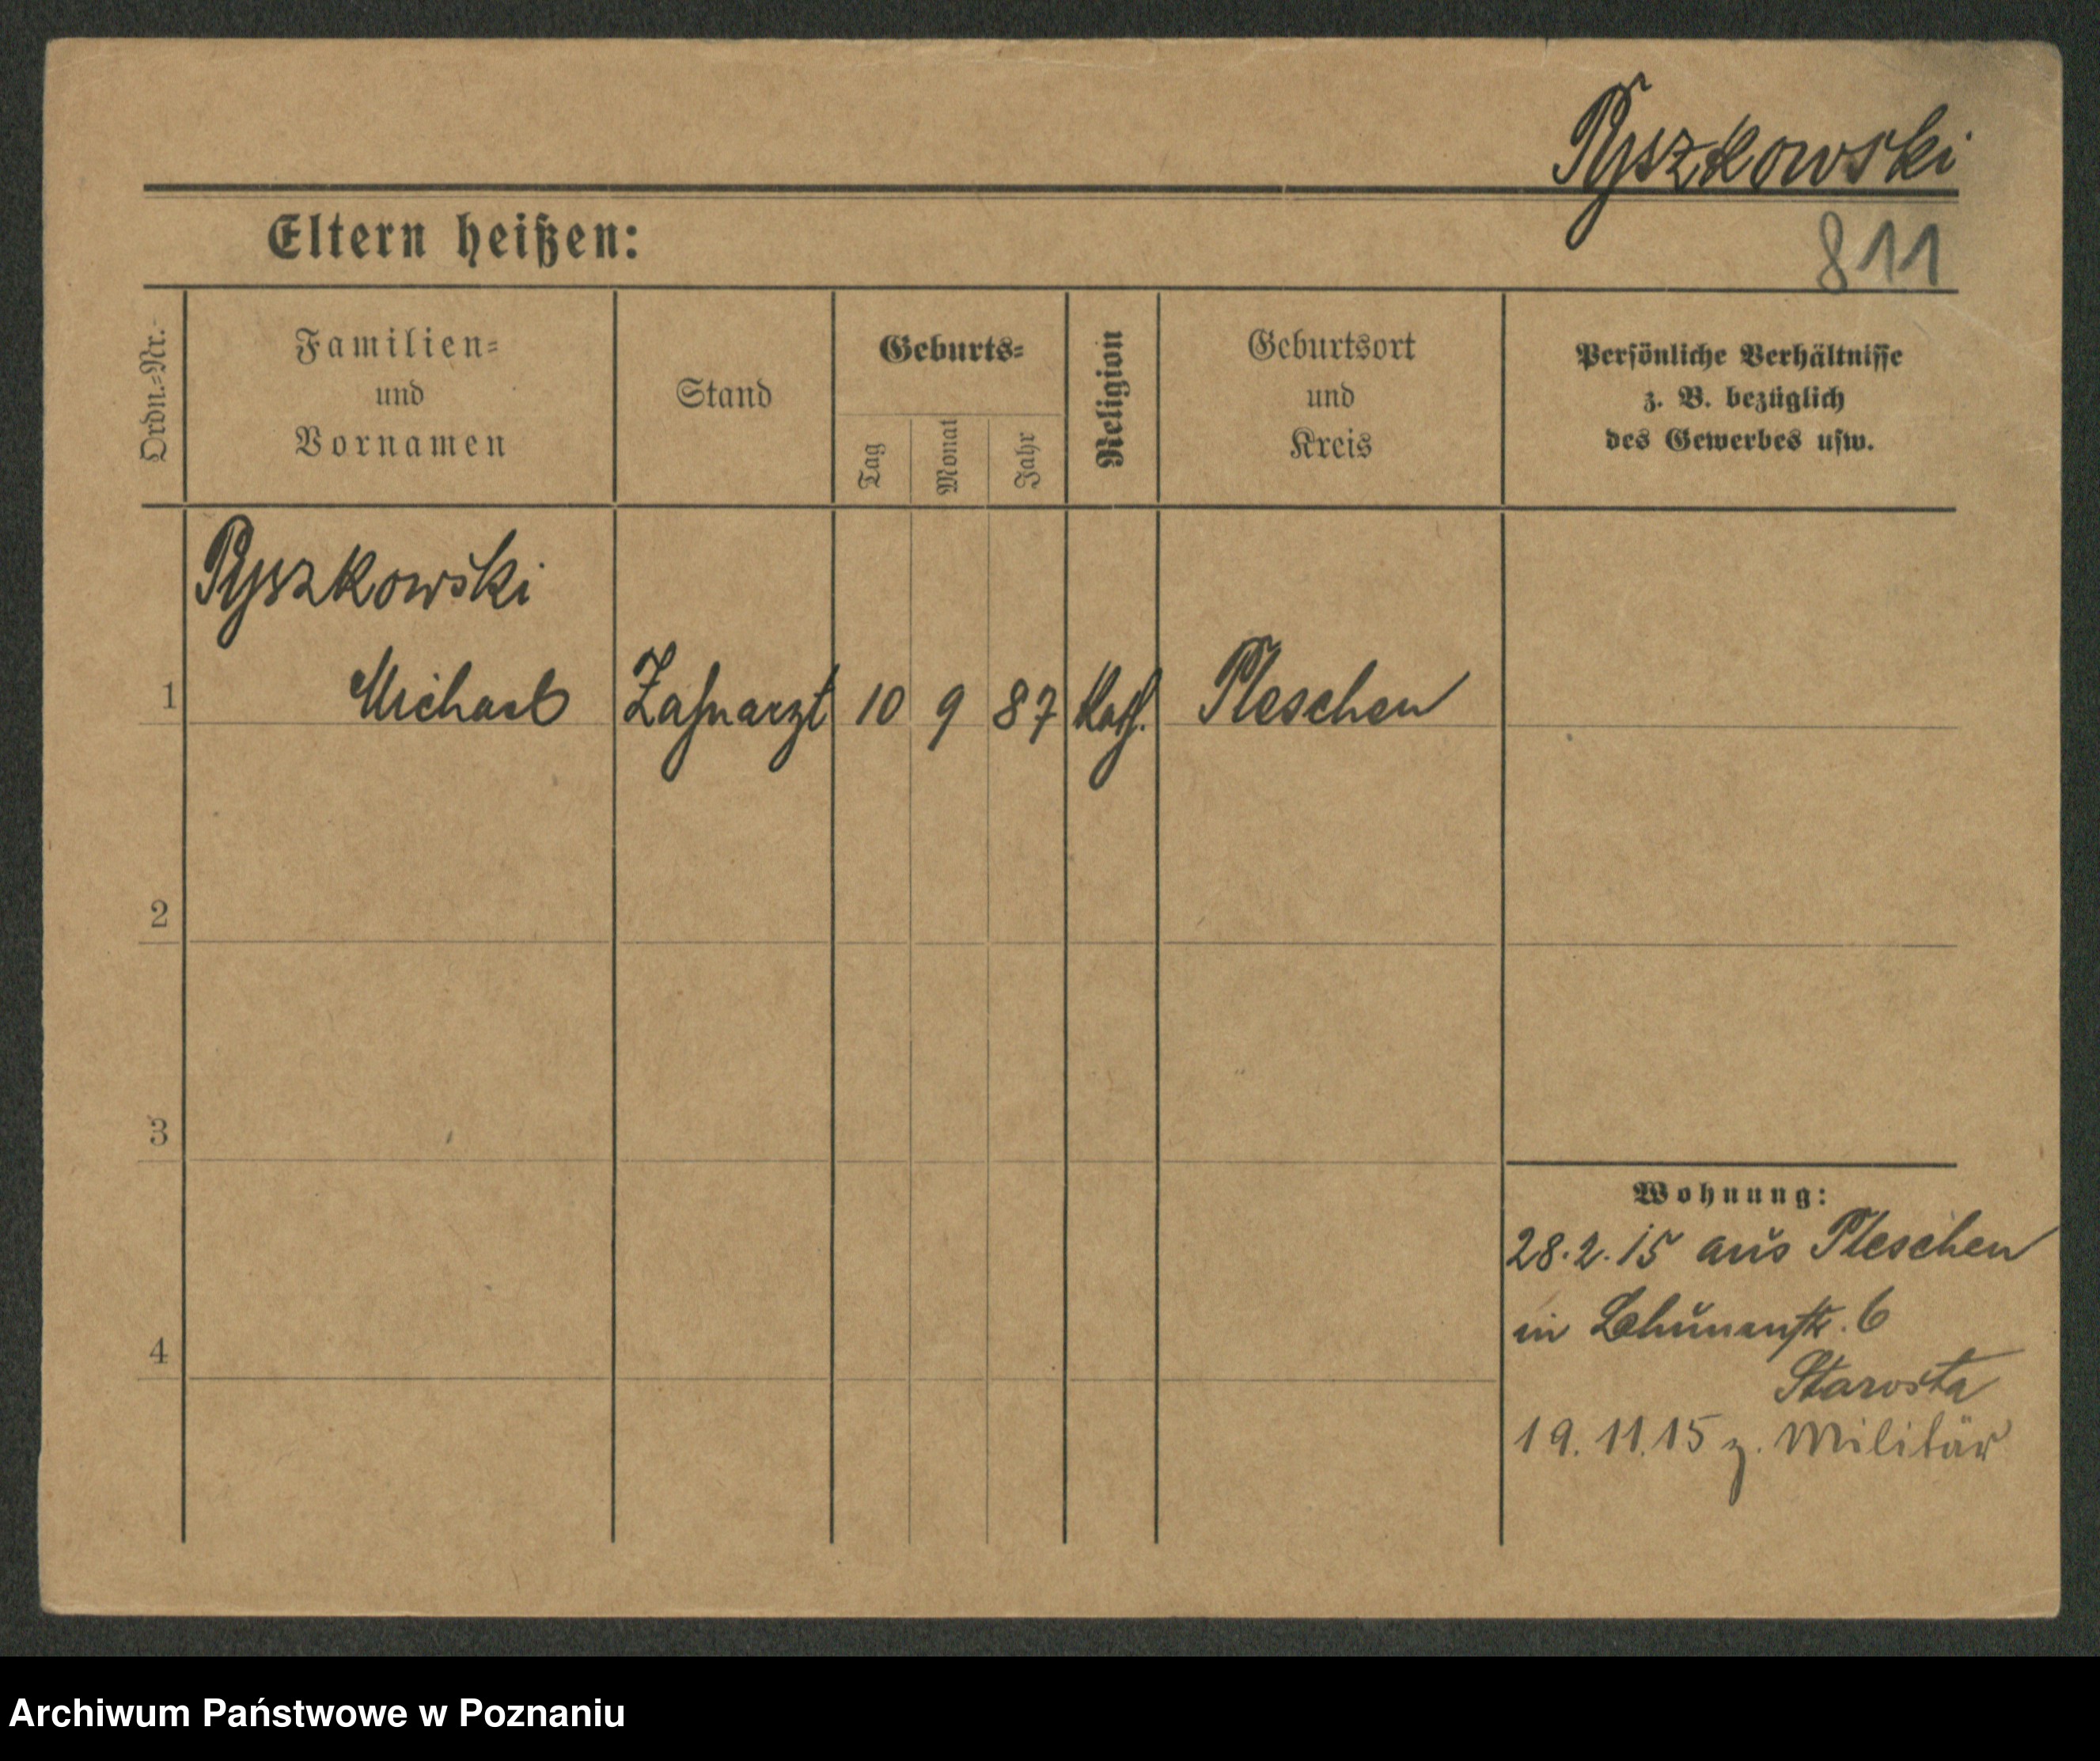 Ryszkowski
Eltern heißen:
811
Ordn.-Nr.
Familien-
und
Vornamen
Stand
Geburts-
Tag
Monat
Jahr
Religion
Geburtsort
und
Kreis
Persönliche Verhältnisse
z. B. bezüglich
des Gewerbes usw.
Ryszkowski
1 Michael Zahnarzt 10 9 87 kath. Pleschen
2
3
Wohnung:
28.2.15 aus Pleschen
in 6
4
Starosta
19.11.15 z. Militär
Archiwum Państwowe w Poznaniu